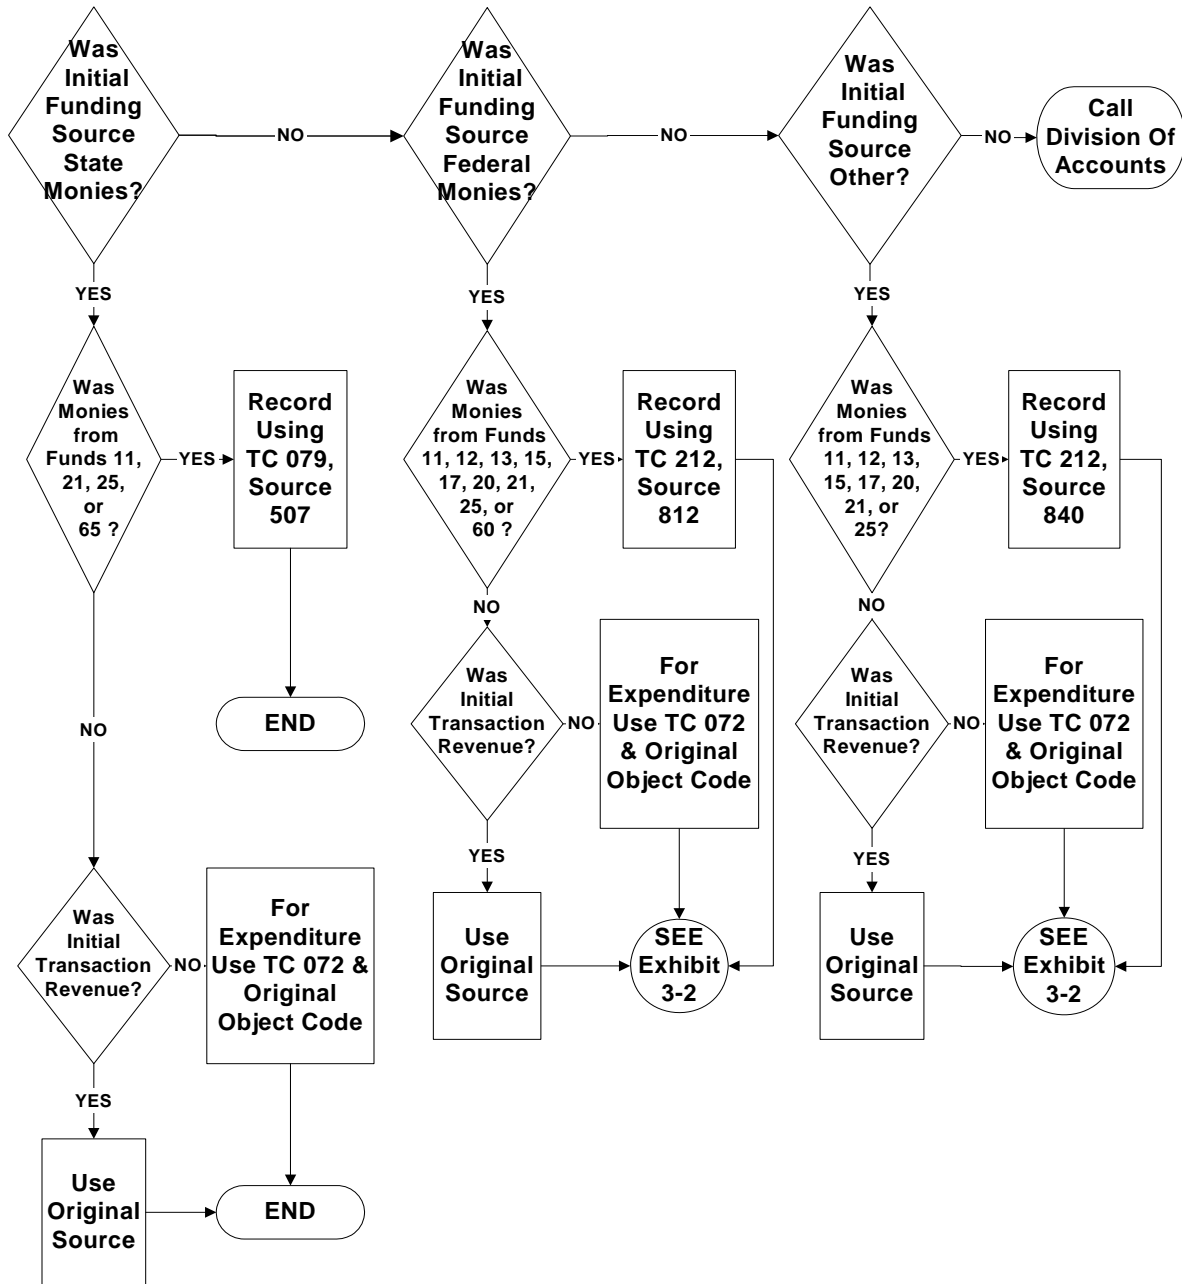 Was
Initial
Funding
Source
State
Monies?
NO
Was
Initial
Funding
Source
Federal
Monies?
NO
Was
Initial
Funding
Source
Other?
NO
Call
Division Of
Accounts
YES
YES
YES
Was
Monies
from
Funds 11,
21, 25,
or
65 ?
YES
Record
Using
TC 079,
Source
507
Was
Monies
from Funds
11, 12, 13, 15,
17, 20, 21,
25, or
60 ?
YES
Record
Using
TC 212,
Source
812
Was
Monies
from Funds
11, 12, 13,
15, 17, 20,
21, or
25?
YES
Record
Using
TC 212,
Source
840
NO
NO
NO
END
Was
Initial
Transaction
Revenue?
NO
For
Expenditure
Use TC 072
& Original
Object Code
Was
Initial
Transaction
Revenue?
NO
For
Expenditure
Use TC 072
& Original
Object Code
YES
YES
Was
Initial
Transaction
Revenue?
NO
For
Expenditure
Use TC 072 &
Original
Object Code
Use
Original
Source
SEE
Exhibit
3-2
Use
Original
Source
SEE
Exhibit
3-2
YES
Use
Original
Source
END